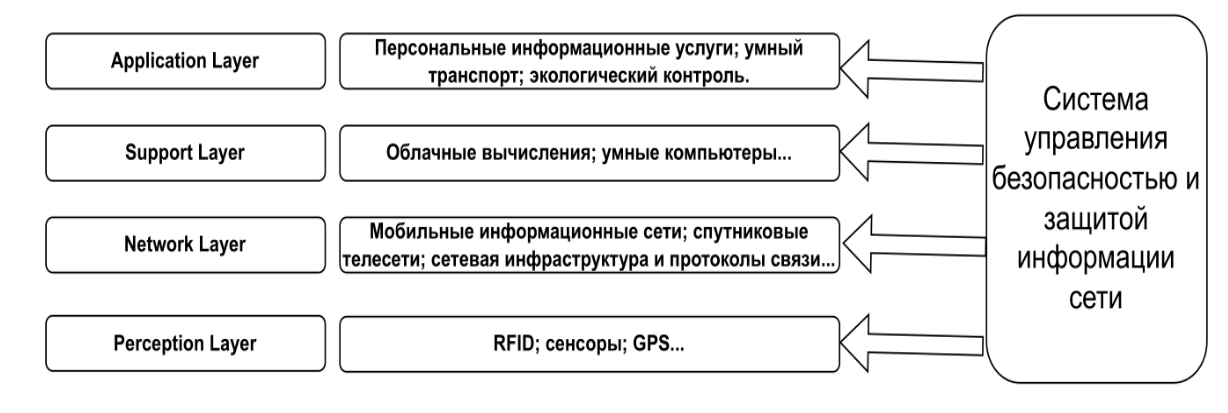 Application Layer
Персональные информационные услуги; умный
транспорт; экологический контроль.
Support Layer
Облачные вычисления; умные компьютеры...
Network Layer
Мобильные информационные сети; спутниковые
телесети; сетевая инфраструктура и протоколы связи...
Perception Layer
RFID; сенсоры; GPS...
Система
управления
безопасностью и
защитой
информации
сети